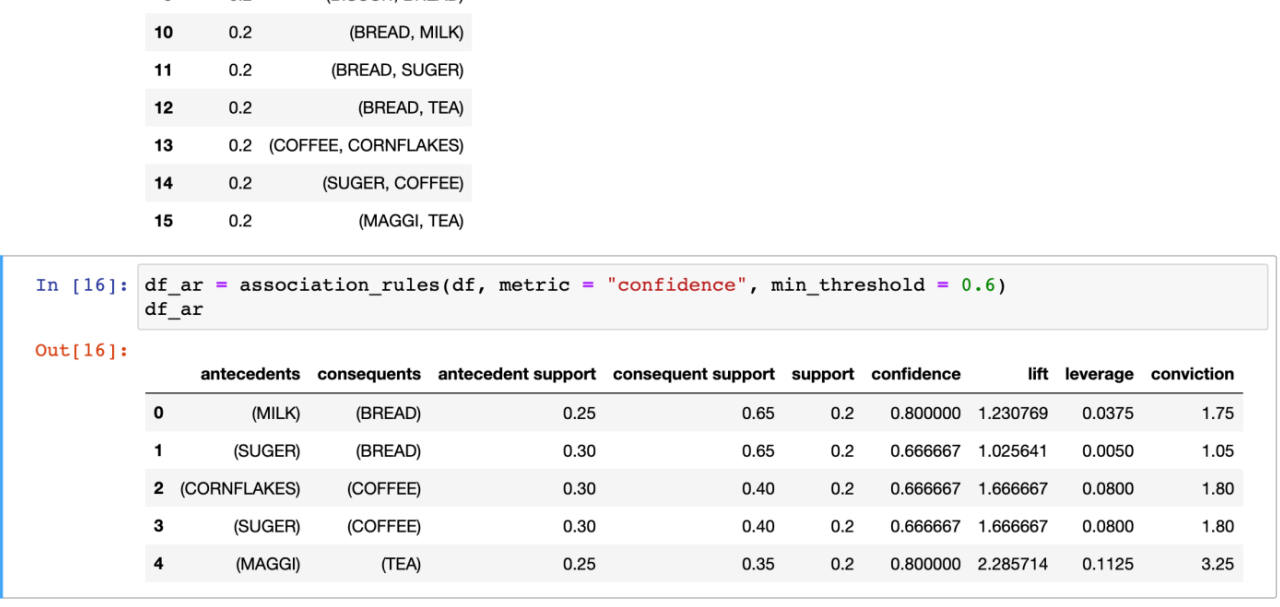 10 0.2 (BREAD, MILK)
11 0.2 (BREAD, SUGER)
12 0.2 (BREAD, TEA)
13 0.2 (COFFEE, CORNFLAKES)
14 0.2 (SUGER, COFFEE)
15 0.2 (MAGGI, TEA)
In [16]: df_ar = association_rules(df, metric = "confidence", min_threshold = 0.6)
df_ar
Out[16]:
antecedents consequents antecedent support consequent support support confidence lift leverage conviction
0 (MILK) (BREAD) 0.25 0.65 0.2 0.800000 1.230769 0.0375 1.75
1 (SUGER) (BREAD) 0.30 0.65 0.2 0.666667 1.025641 0.0050 1.05
2 (CORNFLAKES) (COFFEE) 0.30 0.40 0.2 0.666667 1.666667 0.0800 1.80
3 (SUGER) (COFFEE) 0.30 0.40 0.2 0.666667 1.666667 0.0800 1.80
4 (MAGGI) (TEA) 0.25 0.35 0.2 0.800000 2.285714 0.1125 3.25